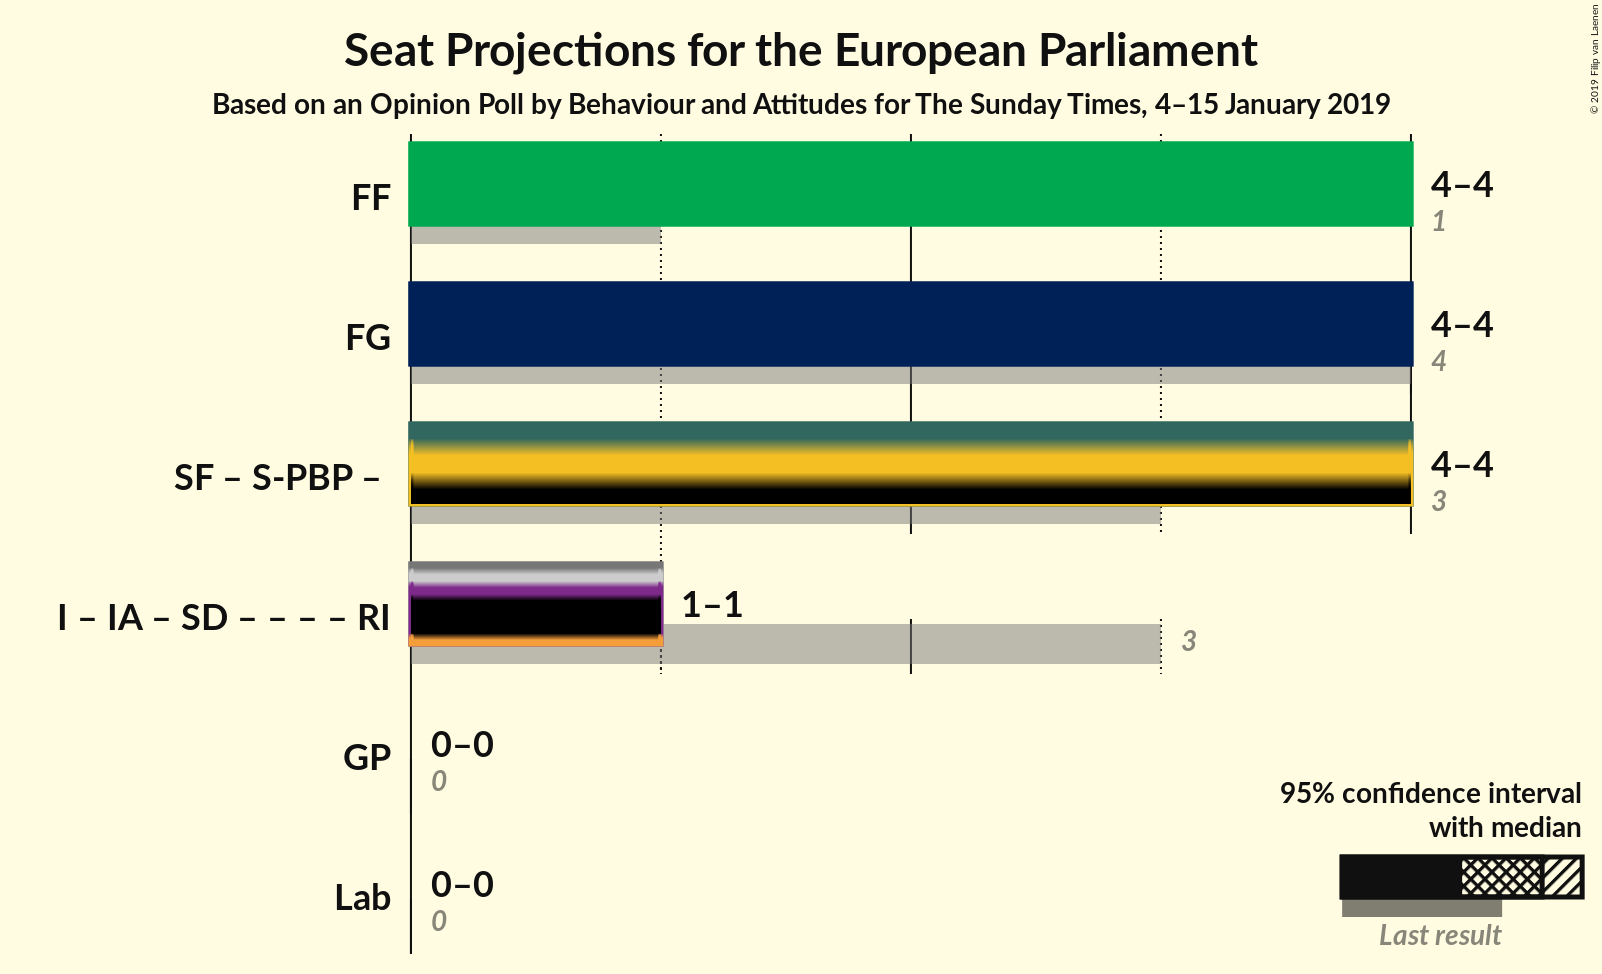 Seat Projections for the European Parliament
Based on an Opinion Poll by Behaviour and Attitudes for The Sunday Times, 4–15 January 2019
© 2019 Filip van Laenen
FF
4–4
1
FG
4–4
4
SF – S-PBP –
4–4
3
I – IA – SD – – – – RI
1–1
3
GP
0–0
0
Lab
0–0
0
95% confidence interval
with median
Last result